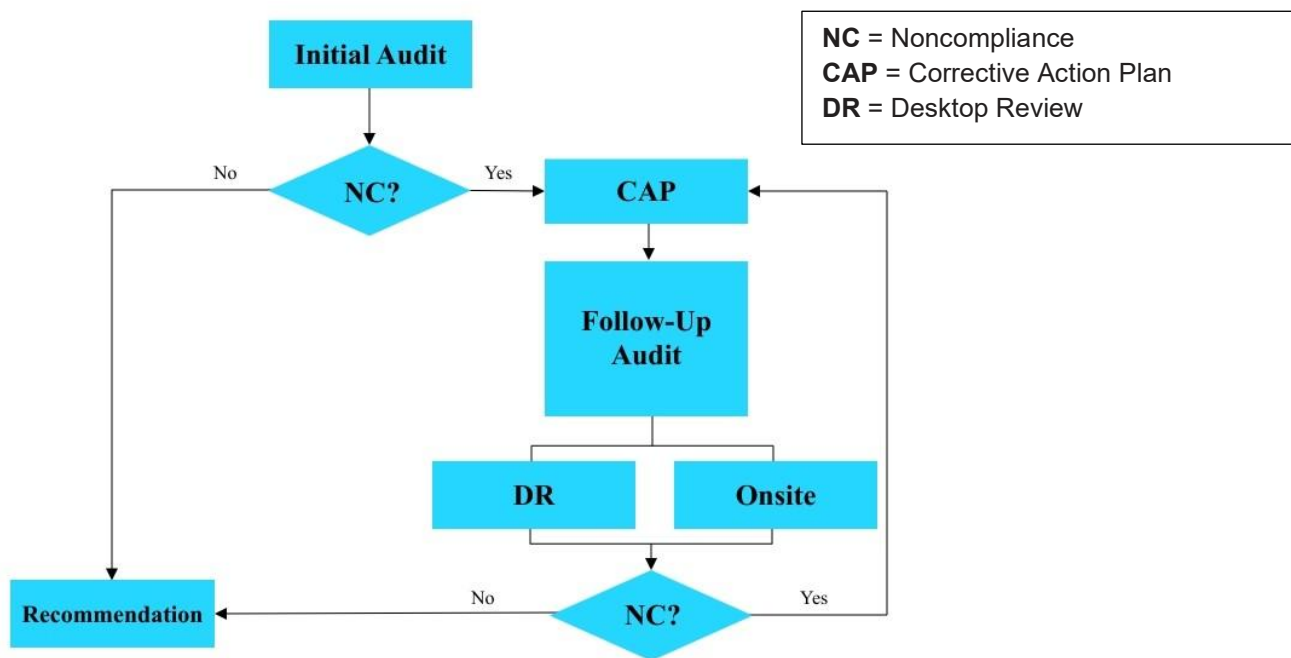 Initial Audit
NC = Noncompliance
CAP = Corrective Action Plan
DR = Desktop Review
No
NC?
Yes
CAP
Follow-Up
Audit
DR
Onsite
Recommendation
No
NC?
Yes